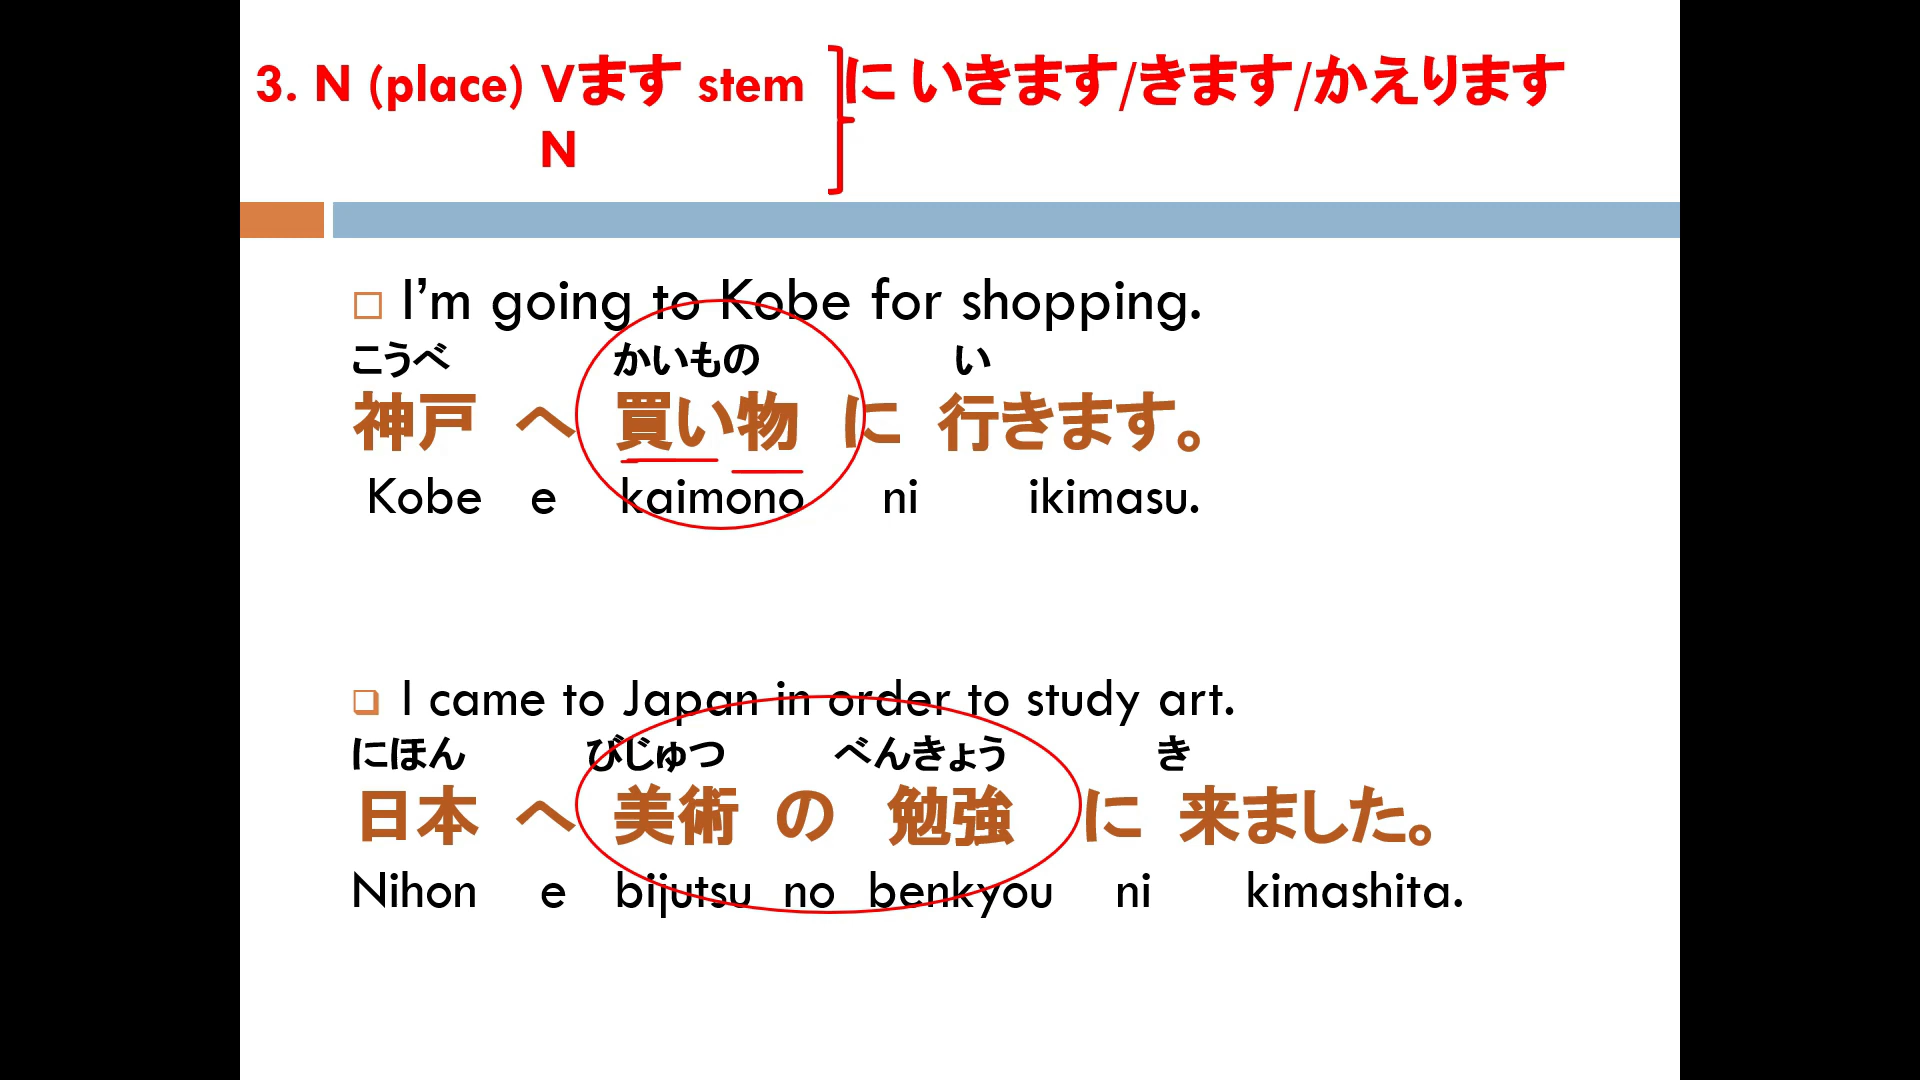 3. N (place) Vます stem に いきます/きます/かえります
N
I'm going to Kobe for shopping.
こうべ かいもの い
神戸 へ 買い物 に 行きます。
Kobe e kaimono ni ikimasu.
I came to Japan in order to study art.
にほん びじゅつ べんきょう き
日本 へ 美術 の 勉強 に 来ました。
Nihon e bijutsu no benkyou ni kimashita.